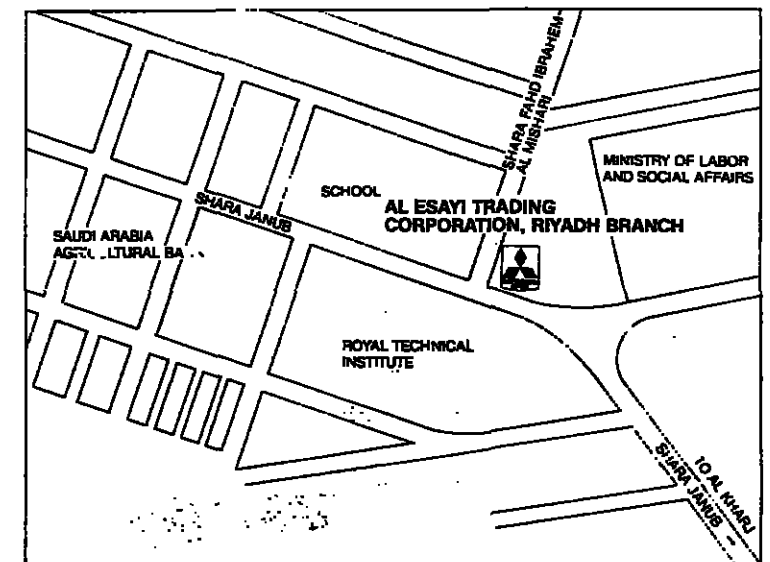 SHARA FAHD IBRAHEM
AL MISHARI
MINISTRY OF LABOR
AND SOCIAL AFFAIRS
SCHOOL
AL ESAYI TRADING
CORPORATION, RIYADH BRANCH
SHARA JANUB
SAUDI ARABIA
ROYAL TECHNICAL
INSTITUTE
TO AL KHARJ
SHARA JANUB